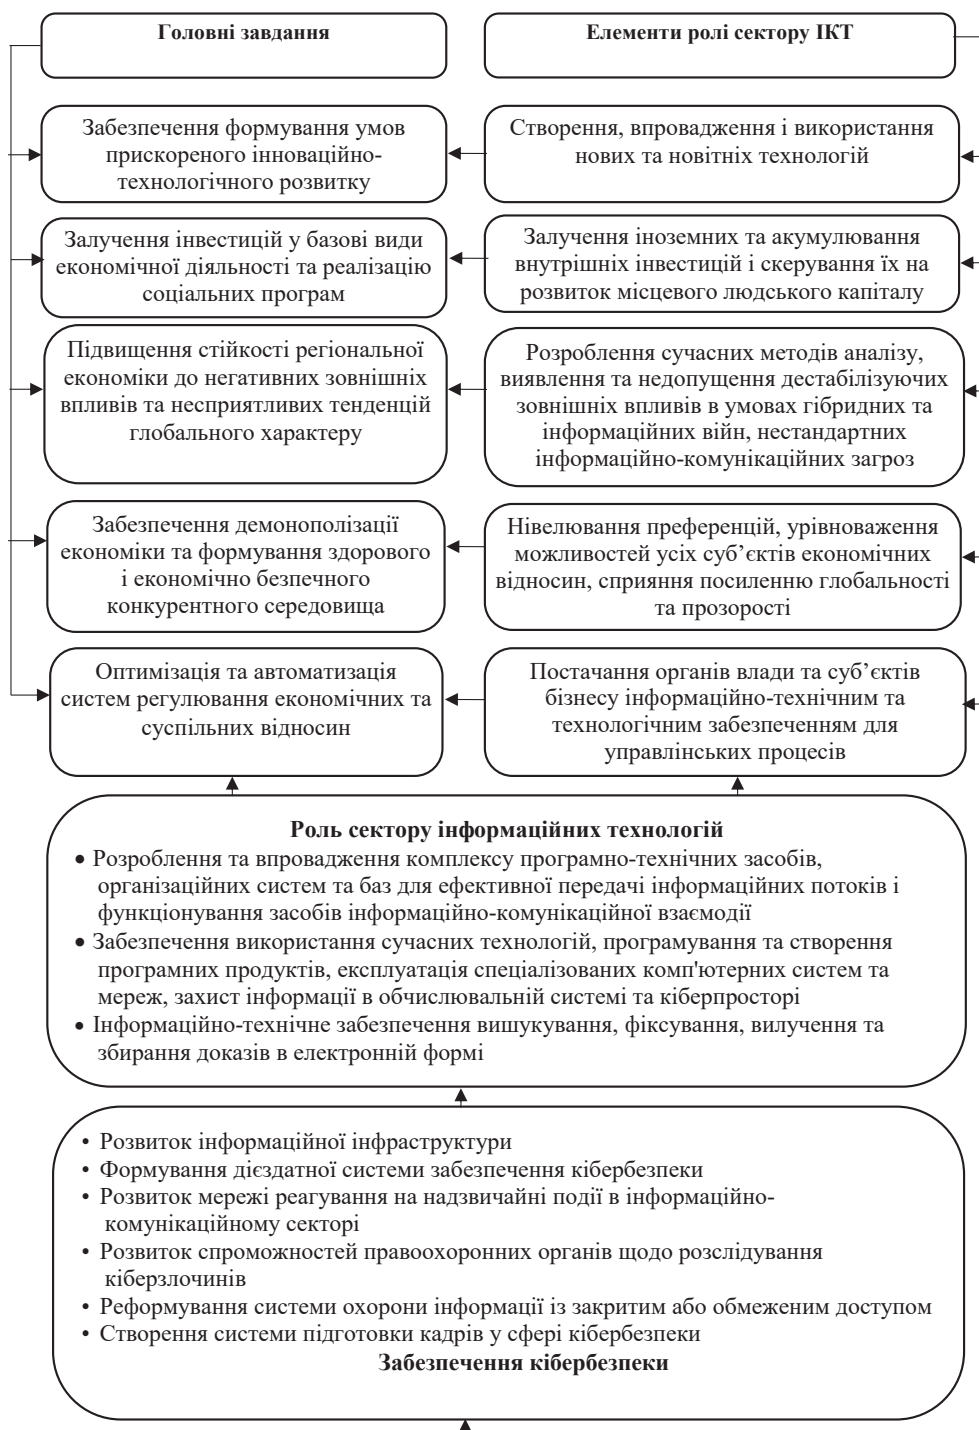 Головні завдання
Елементи ролі сектору ІКТ
Забезпечення формування умов
прискореного інноваційно-
технологічного розвитку
Створення, впровадження і використання
нових та новітніх технологій
Залучення інвестицій у базові види
економічної діяльності та реалізацію
соціальних програм
Залучення іноземних та акумулювання
внутрішніх інвестицій і скерування їх на
розвиток місцевого людського капіталу
Підвищення стійкості регіональної
економіки до негативних зовнішніх
впливів та несприятливих тенденцій
глобального характеру
Розроблення сучасних методів аналізу,
виявлення та недопущення дестабілізуючих
зовнішніх впливів в умовах гібридних та
інформаційних війн, нестандартних
інформаційно-комунікаційних загроз
Забезпечення демонополізації
економіки та формування здорового
і економічно безпечного
конкурентного середовища
Нівелювання преференцій, урівноваження
можливостей усіх суб’єктів економічних
відносин, сприяння посиленню глобальності
та прозорості
Оптимізація та автоматизація
систем регулювання економічних та
суспільних відносин
Постачання органів влади та суб’єктів
бізнесу інформаційно-технічним та
технологічним забезпеченням для
управлінських процесів
Роль сектору інформаційних технологій
• Розроблення та впровадження комплексу програмно-технічних засобів,
організаційних систем та баз для ефективної передачі інформаційних потоків і
функціонування засобів інформаційно-комунікаційної взаємодії
• Забезпечення використання сучасних технологій, програмування та створення
програмних продуктів, експлуатація спеціалізованих комп'ютерних систем та
мереж, захист інформації в обчислювальній системі та кіберпросторі
• Інформаційно-технічне забезпечення вишукування, фіксування, вилучення та
збирання доказів в електронній формі
• Розвиток інформаційної інфраструктури
• Формування дієздатної системи забезпечення кібербезпеки
• Розвиток мережі реагування на надзвичайні події в інформаційно-
комунікаційному секторі
• Розвиток спроможностей правоохоронних органів щодо розслідування
кіберзлочинів
• Реформування системи охорони інформації із закритим або обмеженим доступом
• Створення системи підготовки кадрів у сфері кібербезпеки
Забезпечення кібербезпеки